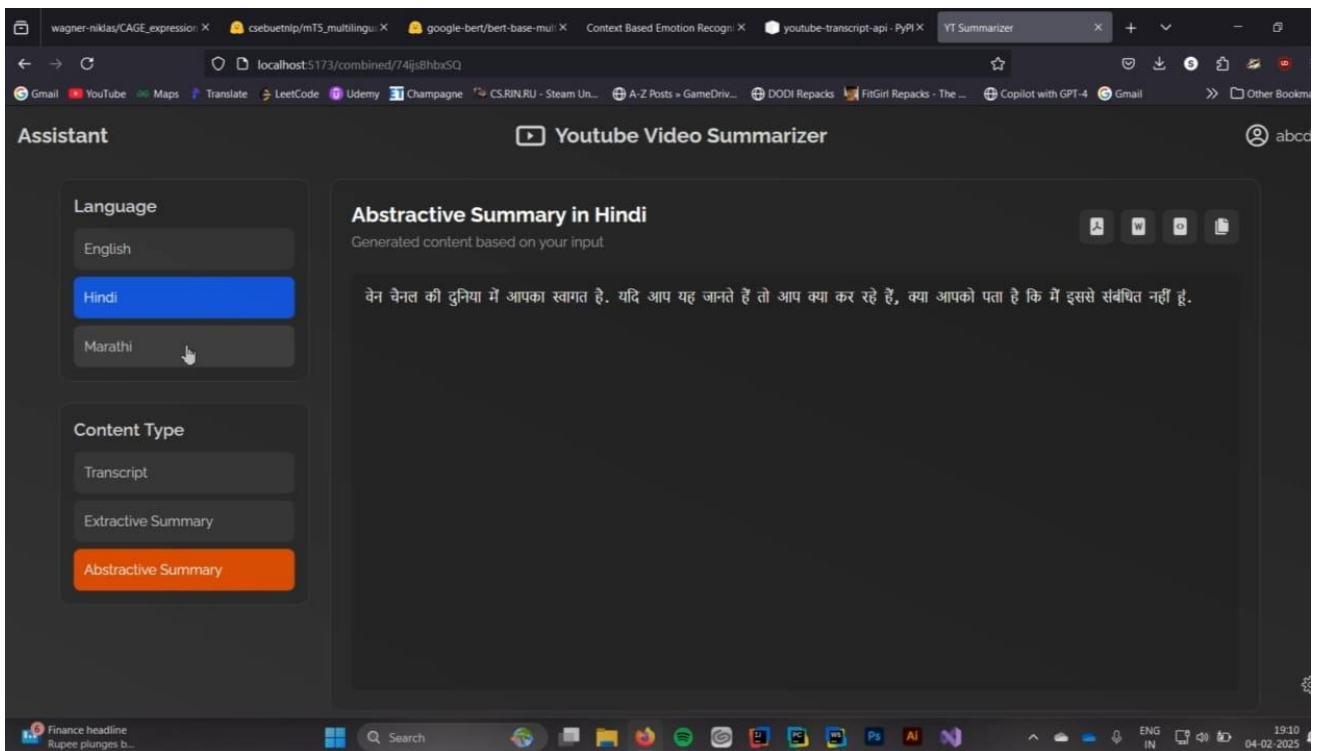 wagner-niklas/CAGE_expression
csebuetnlp/mT5_multilingu
google-bert/bert-base-mul
Context Based Emotion Recogni
youtube-transcript-api · PyPI
YT Summarizer
localhost:5173/combined/74ijsBhbxSQ
Gmail
YouTube
Maps
Translate
LeetCode
Udemy
Champagne
CS.RIN.RU - Steam Un...
A-Z Posts » GameDriv...
DODI Repacks
FitGirl Repacks - The ...
Copilot with GPT-4
Gmail
Other Bookma
Assistant
Youtube Video Summarizer
abcd
Language
English
Hindi
Marathi
Content Type
Transcript
Extractive Summary
Abstractive Summary
Abstractive Summary in Hindi
Generated content based on your input
वेन चैनल की दुनिया में आपका स्वागत है. यदि आप यह जानते हैं तो आप क्या कर रहे हैं, क्या आपको पता है कि मैं इससे संबंधित नहीं हूं.
6
Finance headline
Rupee plunges b...
Search
Ps
Ai
ENG
IN
19:10
04-02-2025